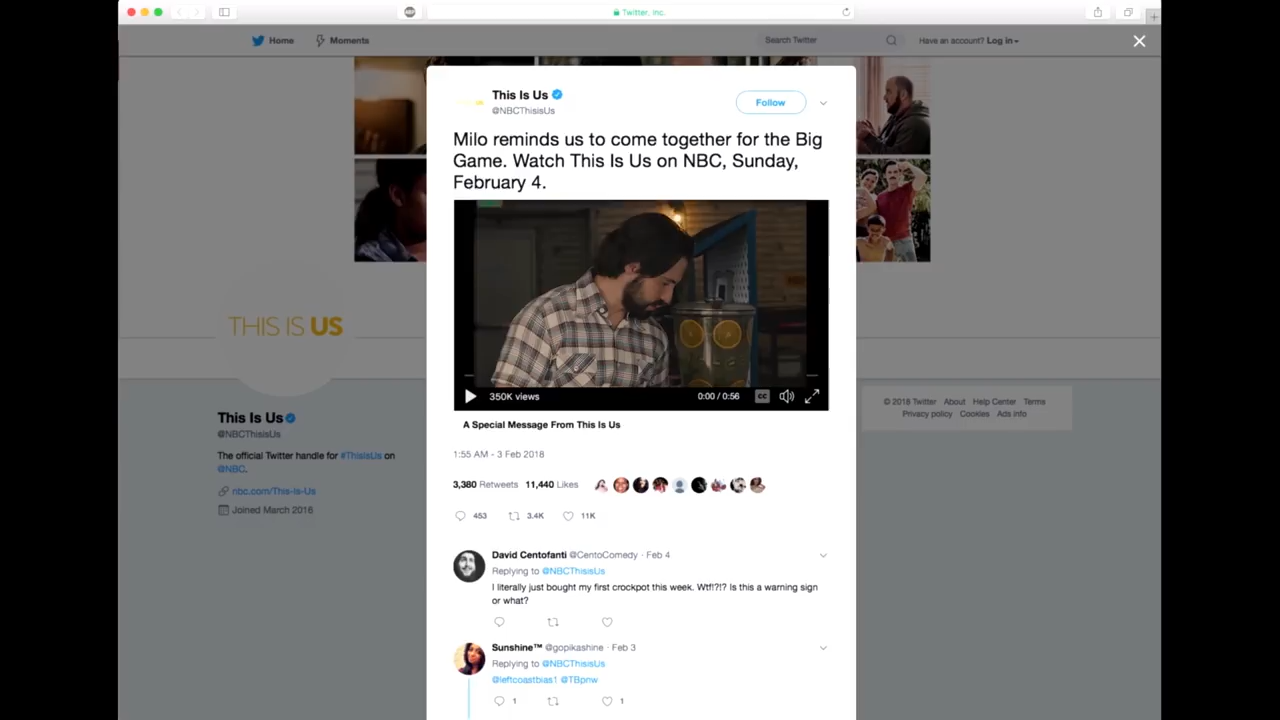 Twitter, Inc.
Home
Moments
Search Twitter
Have an account? Log in
This Is Us
@NBCThisisUs
Follow
Milo reminds us to come together for the Big
Game. Watch This Is Us on NBC, Sunday,
February 4.
350K views
0:00 / 0:56
CC
A Special Message From This Is Us
1:55 AM - 3 Feb 2018
3,380 Retweets 11,440 Likes
453
3.4K
11K
David Centofanti @CentoComedy · Feb 4
Replying to @NBCThisisUs
I literally just bought my first crockpot this week. Wtf!?!? Is this a warning sign
or what?
Sunshine™ @gopikashine · Feb 3
Replying to @NBCThisisUs
@leftcoastbias1 @TBpnw
1
1
THIS IS US
This Is Us
@NBCThisisUs
The official Twitter handle for #ThisIsUs on
@NBC.
nbc.com/This-Is-Us
Joined March 2016
© 2018 Twitter About Help Center Terms
Privacy policy Cookies Ads info